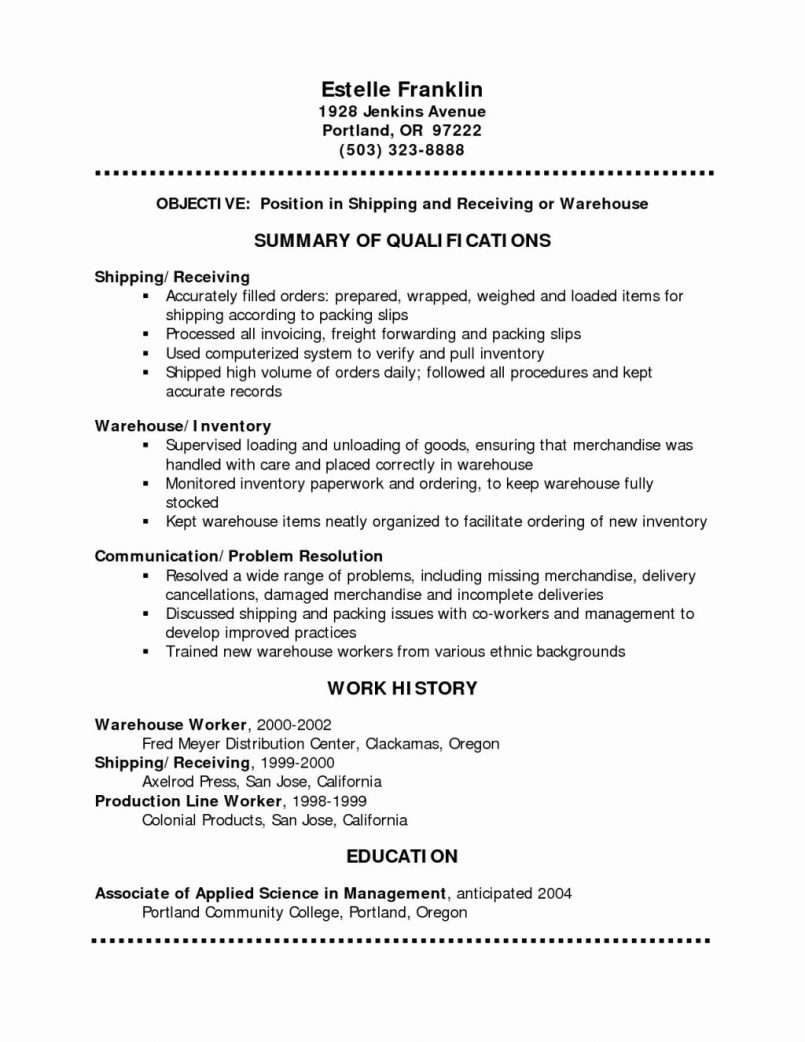 Estelle Franklin
1928 Jenkins Avenue
Portland, OR 97222
(503) 323-8888
OBJECTIVE: Position in Shipping and Receiving or Warehouse
SUMMARY OF QUALIFICATIONS
Shipping/ Receiving
▪ Accurately filled orders: prepared, wrapped, weighed and loaded items for
shipping according to packing slips
▪ Processed all invoicing, freight forwarding and packing slips
▪ Used computerized system to verify and pull inventory
▪ Shipped high volume of orders daily; followed all procedures and kept
accurate records
Warehouse/ Inventory
▪ Supervised loading and unloading of goods, ensuring that merchandise was
handled with care and placed correctly in warehouse
▪ Monitored inventory paperwork and ordering, to keep warehouse fully
stocked
▪ Kept warehouse items neatly organized to facilitate ordering of new inventory
Communication/ Problem Resolution
▪ Resolved a wide range of problems, including missing merchandise, delivery
cancellations, damaged merchandise and incomplete deliveries
▪ Discussed shipping and packing issues with co-workers and management to
develop improved practices
▪ Trained new warehouse workers from various ethnic backgrounds
WORK HISTORY
Warehouse Worker, 2000-2002
Fred Meyer Distribution Center, Clackamas, Oregon
Shipping/ Receiving, 1999-2000
Axelrod Press, San Jose, California
Production Line Worker, 1998-1999
Colonial Products, San Jose, California
EDUCATION
Associate of Applied Science in Management, anticipated 2004
Portland Community College, Portland, Oregon